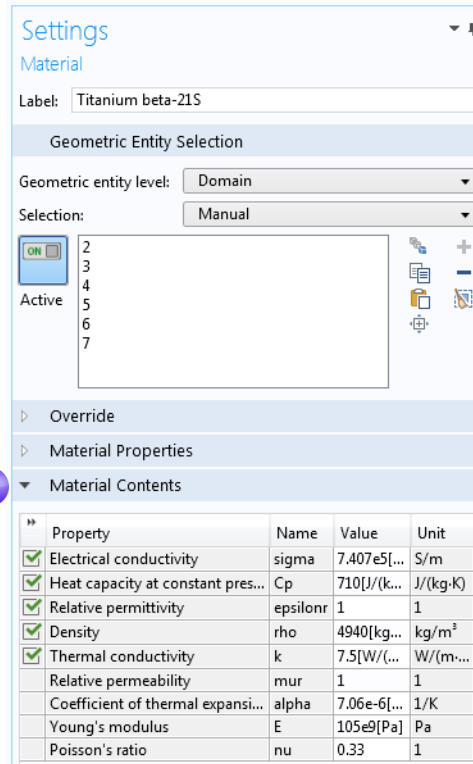 Settings
Material
Label: Titanium beta-21S
Geometric Entity Selection
Geometric entity level: Domain
Selection: Manual
ON
Active
2
3
4
5
6
7
Override
Material Properties
Material Contents
Property Name Value Unit
Electrical conductivity sigma 7.407e5[... S/m
Heat capacity at constant pres... Cp 710[J/(k... J/(kg·K)
Relative permittivity epsilonr 1 1
Density rho 4940[kg... kg/m³
Thermal conductivity k 7.5[W/(... W/(m·...
Relative permeability mur 1 1
Coefficient of thermal expansi... alpha 7.06e-6[... 1/K
Young's modulus E 105e9[Pa] Pa
Poisson's ratio nu 0.33 1